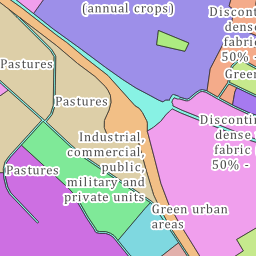 (annual crops)
Discont
dense
fabric
50% -
Green
Pastures
Pastures
Discontin
dense
fabric
50% -
Industrial,
commercial,
public,
military and
private units
Pastures
Green urban
areas